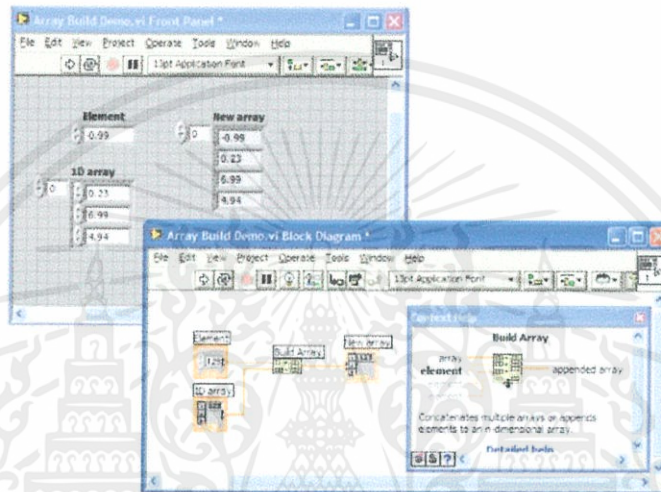 Array Build Demo.vi Front Panel *
File Edit View Project Operate Tools Window Help
13pt Application Font
Element
-0.99
New array
0
-0.99
0.23
6.99
4.94
1D array
0
0.23
6.99
4.94
Array Build Demo.vi Block Diagram *
File Edit View Project Operate Tools Window Help
13pt Application Font
Element
1D array
Build Array
New array
Context Help
Build Array
array
element
appended array
Concatenates multiple arrays or appends
elements to an n-dimensional array.
Detailed help